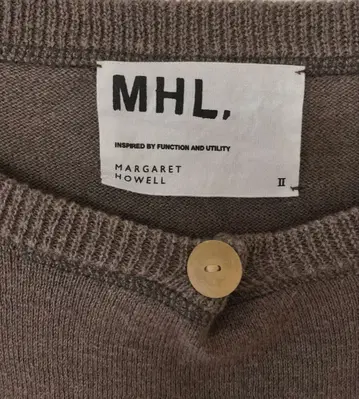 MHL.
INSPIRED BY FUNCTION AND UTILITY
MARGARET
HOWELL
II